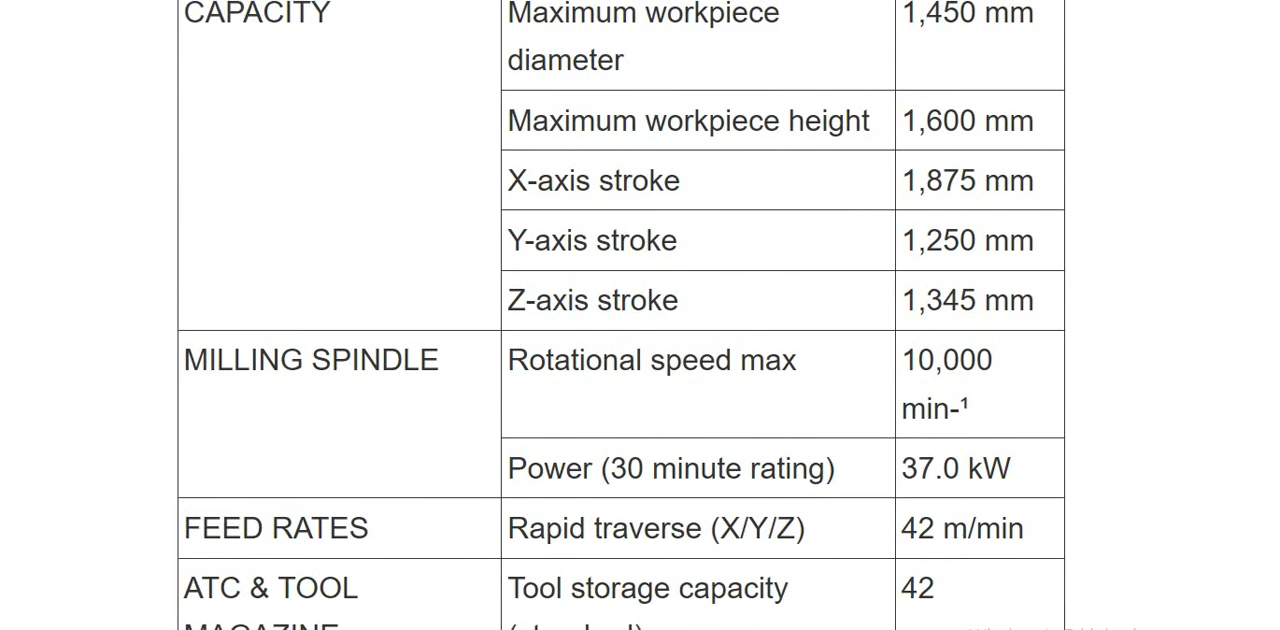 CAPACITY Maximum workpiece 1,450 mm
diameter
Maximum workpiece height 1,600 mm
X-axis stroke 1,875 mm
Y-axis stroke 1,250 mm
Z-axis stroke 1,345 mm
MILLING SPINDLE Rotational speed max 10,000
min-¹
Power (30 minute rating) 37.0 kW
FEED RATES Rapid traverse (X/Y/Z) 42 m/min
ATC & TOOL Tool storage capacity 42
MAGAZINE (standard)